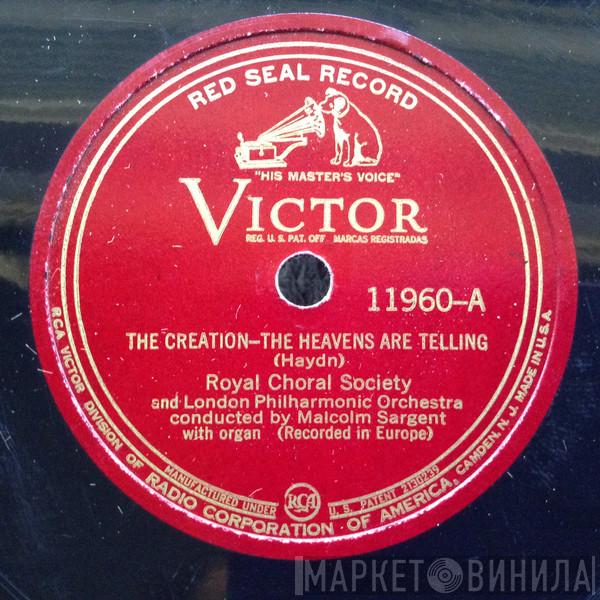 RED SEAL RECORD
"HIS MASTER'S VOICE"
VICTOR
REG. U. S. PAT. OFF. MARCAS REGISTRADAS
11960-A
THE CREATION—THE HEAVENS ARE TELLING
(Haydn)
Royal Choral Society
and London Philharmonic Orchestra
conducted by Malcolm Sargent
with organ (Recorded in Europe)
MANUFACTURED UNDER RCA U. S. PATENT 2130239
RCA VICTOR DIVISION OF RADIO CORPORATION OF AMERICA, CAMDEN, N. J. MADE IN U.S.A.
МАРКЕТ ВИНИЛА